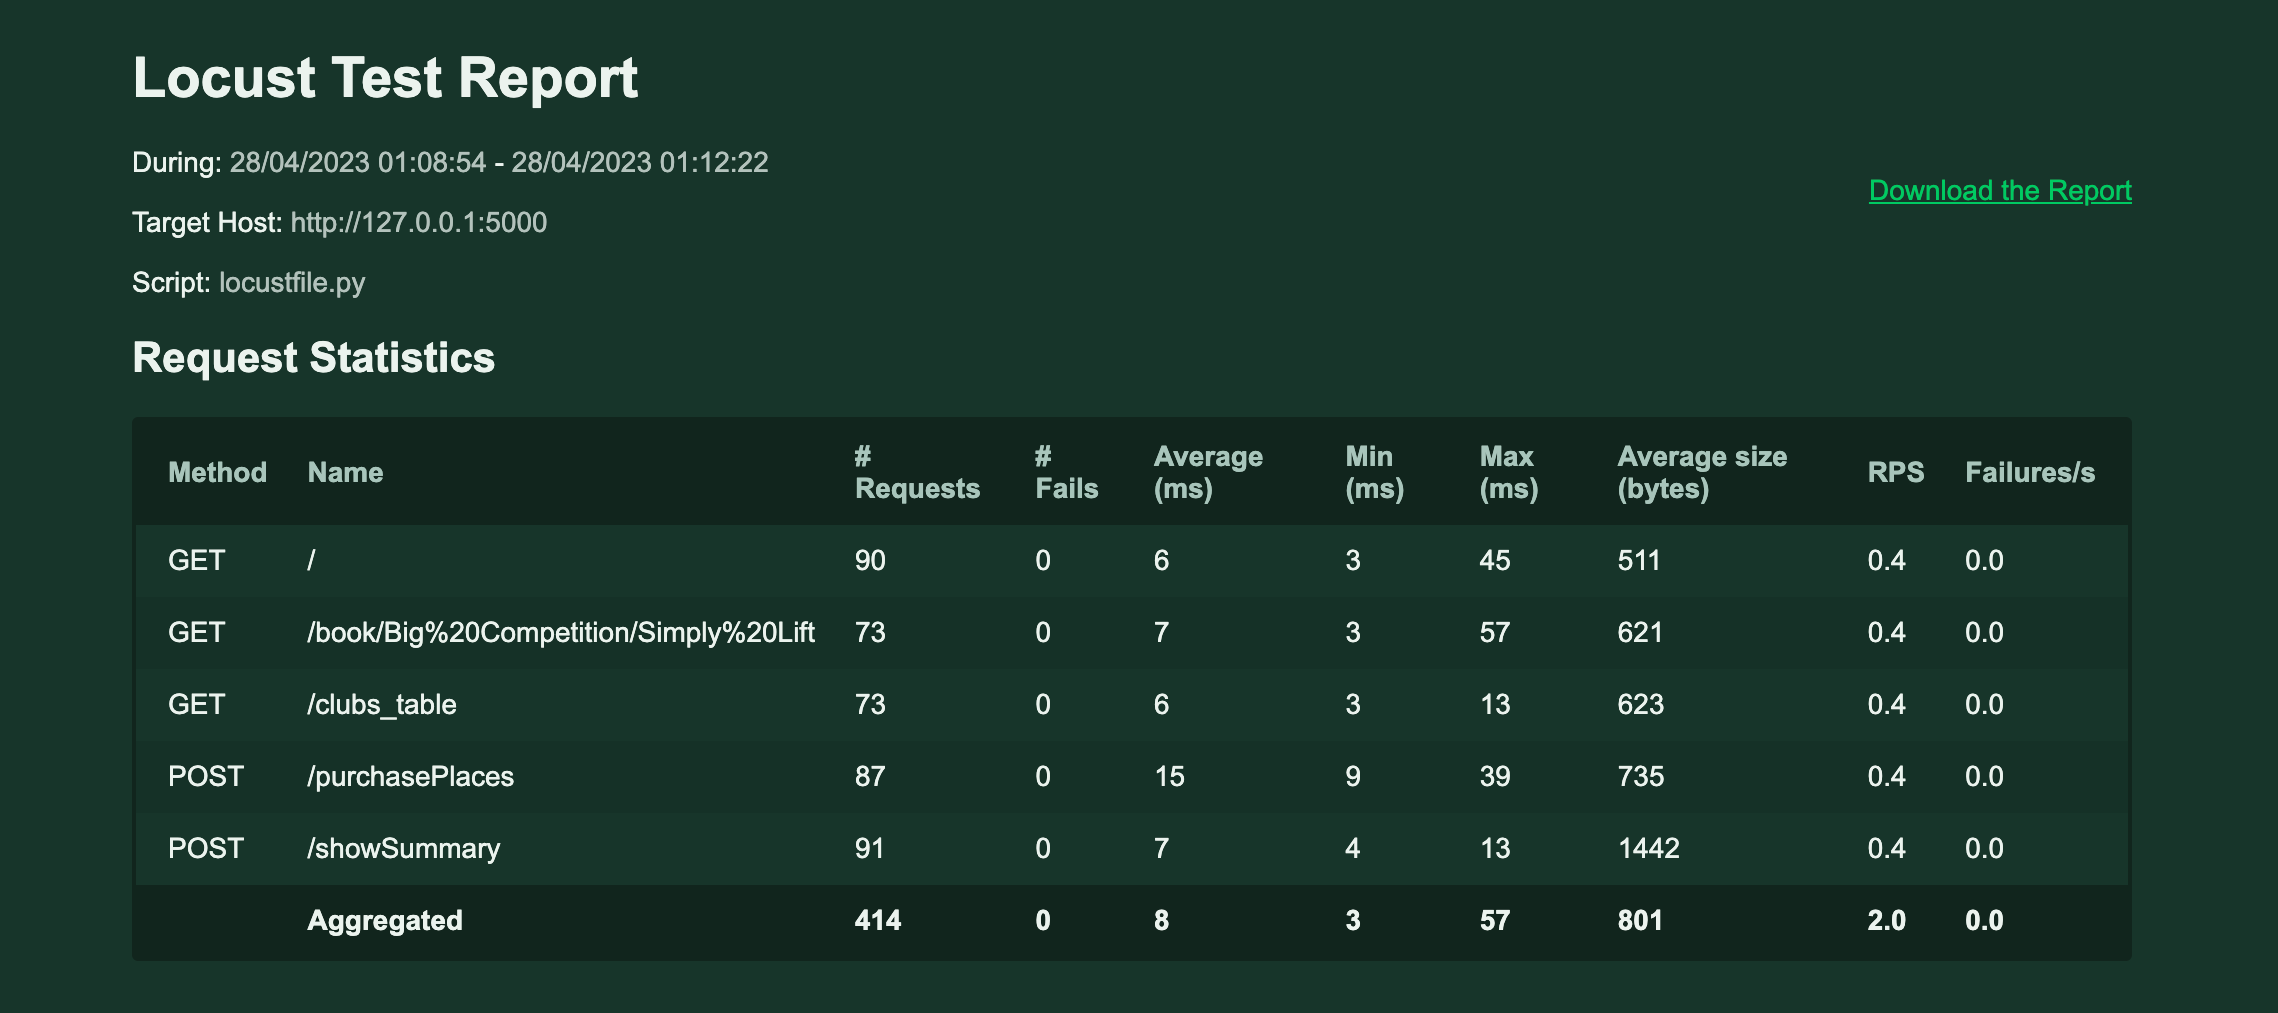 Locust Test Report
During: 28/04/2023 01:08:54 - 28/04/2023 01:12:22
Download the Report
Target Host: http://127.0.0.1:5000
Script: locustfile.py
Request Statistics
Method Name # Requests # Fails Average (ms) Min (ms) Max (ms) Average size (bytes) RPS Failures/s
GET / 90 0 6 3 45 511 0.4 0.0
GET /book/Big%20Competition/Simply%20Lift 73 0 7 3 57 621 0.4 0.0
GET /clubs_table 73 0 6 3 13 623 0.4 0.0
POST /purchasePlaces 87 0 15 9 39 735 0.4 0.0
POST /showSummary 91 0 7 4 13 1442 0.4 0.0
Aggregated 414 0 8 3 57 801 2.0 0.0